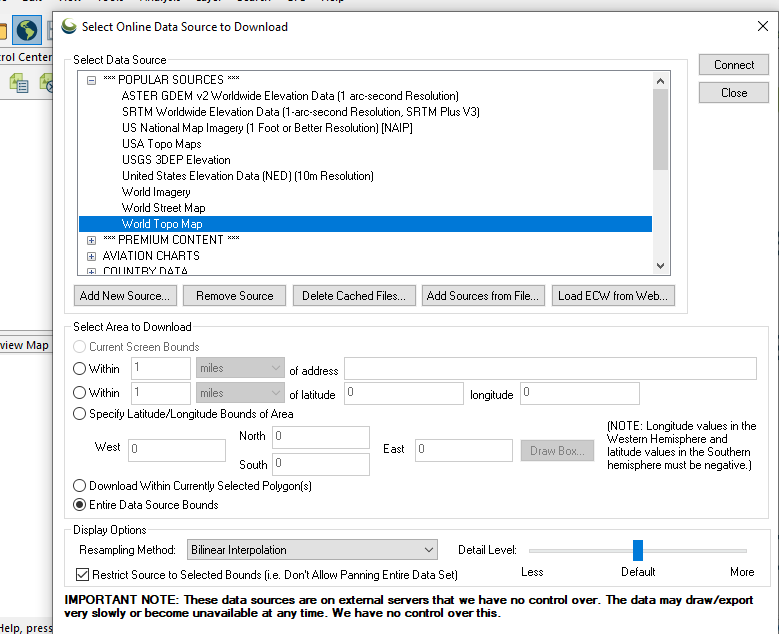 Select Online Data Source to Download
rol Center
Select Data Source
*** POPULAR SOURCES ***
ASTER GDEM v2 Worldwide Elevation Data (1 arc-second Resolution)
SRTM Worldwide Elevation Data (1-arc-second Resolution, SRTM Plus V3)
US National Map Imagery (1 Foot or Better Resolution) [NAIP]
USA Topo Maps
USGS 3DEP Elevation
United States Elevation Data (NED) (10m Resolution)
World Imagery
World Street Map
World Topo Map
*** PREMIUM CONTENT ***
AVIATION CHARTS
COUNTRY DATA
Connect
Close
Add New Source...
Remove Source
Delete Cached Files...
Add Sources from File...
Load ECW from Web...
view Map
Select Area to Download
Current Screen Bounds
Within 1 miles of address
Within 1 miles of latitude 0 longitude 0
Specify Latitude/Longitude Bounds of Area
West 0
North 0
South 0
East 0
Draw Box...
(NOTE: Longitude values in the
Western Hemisphere and
latitude values in the Southern
hemisphere must be negative.)
Download Within Currently Selected Polygon(s)
Entire Data Source Bounds
Display Options
Resampling Method: Bilinear Interpolation
Detail Level:
Less Default More
Restrict Source to Selected Bounds (i.e. Don't Allow Panning Entire Data Set)
IMPORTANT NOTE: These data sources are on external servers that we have no control over. The data may draw/export
very slowly or become unavailable at any time. We have no control over this.
Help, press